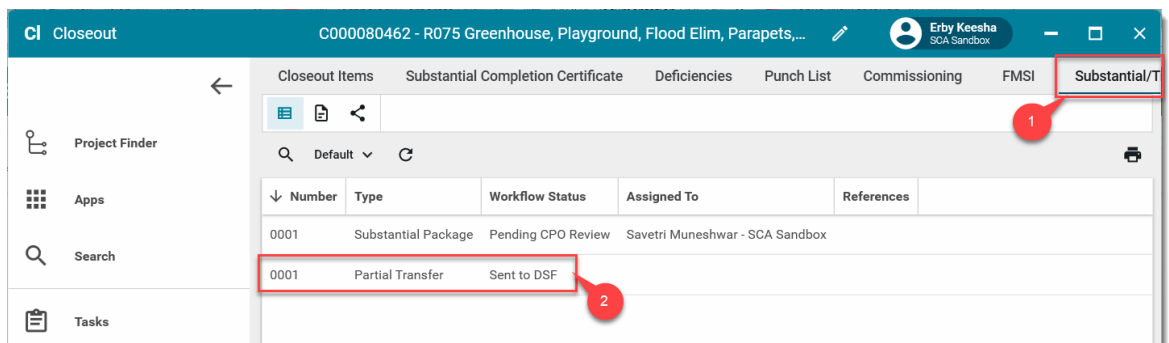 Cl Closeout
C000080462 - R075 Greenhouse, Playground, Flood Elim, Parapets,...
Erby Keesha
SCA Sandbox
Closeout Items Substantial Completion Certificate Deficiencies Punch List Commissioning FMSI Substantial/T
1
Project Finder
Default
Apps
Number Type Workflow Status Assigned To References
0001 Substantial Package Pending CPO Review Savetri Muneshwar - SCA Sandbox
Search
0001 Partial Transfer Sent to DSF
2
Tasks